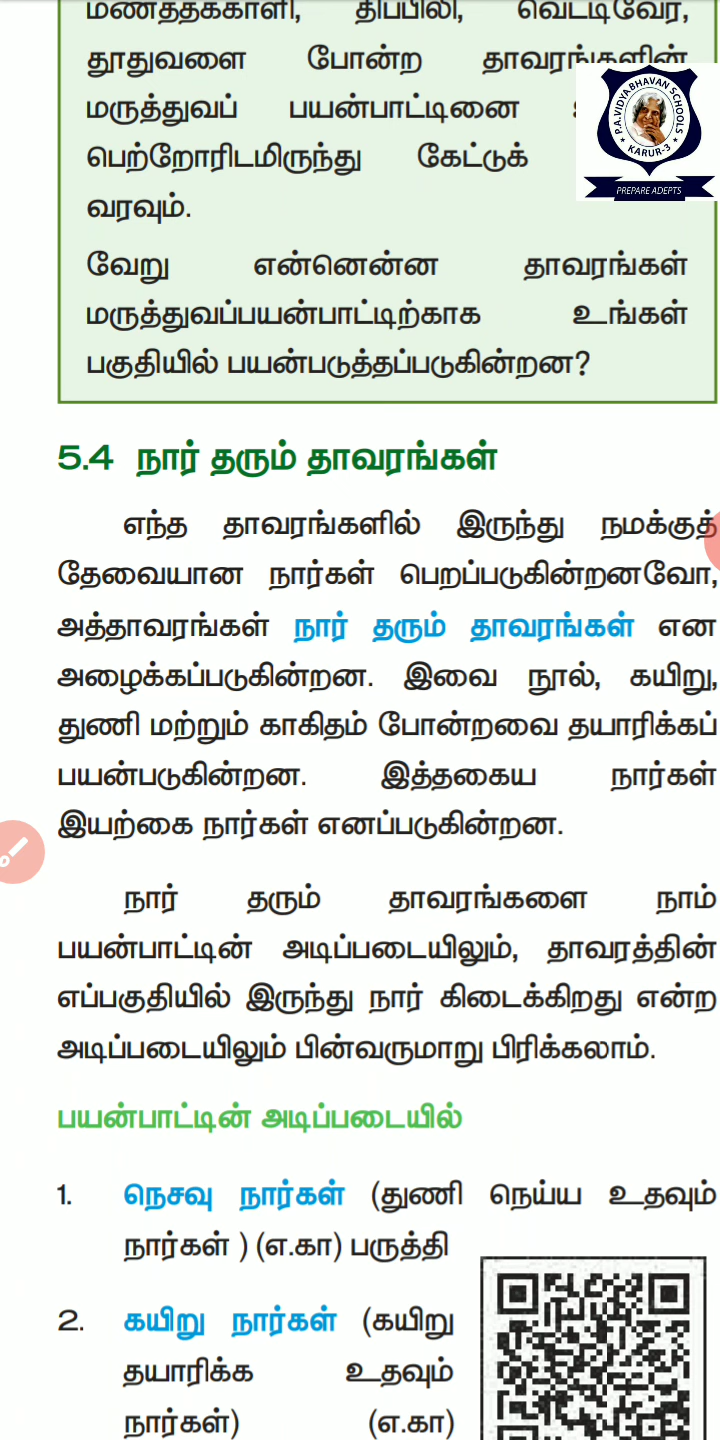 மணத்தக்காளி, திப்பிலி, வெட்டிவேர்,
தூதுவளை போன்ற தாவரங்களின்
மருத்துவப் பயன்பாட்டினை
பெற்றோரிடமிருந்து கேட்டுக்
வரவும்.
P.A.VIDYABHAVAN SCHOOLS
KARUR-3
PREPARE ADEPTS
வேறு என்னென்ன தாவரங்கள்
மருத்துவப்பயன்பாட்டிற்காக உங்கள்
பகுதியில் பயன்படுத்தப்படுகின்றன?
5.4 நார் தரும் தாவரங்கள்
எந்த தாவரங்களில் இருந்து நமக்குத்
தேவையான நார்கள் பெறப்படுகின்றனவோ,
அத்தாவரங்கள் நார் தரும் தாவரங்கள் என
அழைக்கப்படுகின்றன. இவை நூல், கயிறு,
துணி மற்றும் காகிதம் போன்றவை தயாரிக்கப்
பயன்படுகின்றன. இத்தகைய நார்கள்
இயற்கை நார்கள் எனப்படுகின்றன.
நார் தரும் தாவரங்களை நாம்
பயன்பாட்டின் அடிப்படையிலும், தாவரத்தின்
எப்பகுதியில் இருந்து நார் கிடைக்கிறது என்ற
அடிப்படையிலும் பின்வருமாறு பிரிக்கலாம்.
பயன்பாட்டின் அடிப்படையில்
1. நெசவு நார்கள் (துணி நெய்ய உதவும்
நார்கள் ) (எ.கா) பருத்தி
2. கயிறு நார்கள் (கயிறு
தயாரிக்க உதவும்
நார்கள்) (எ.கா)